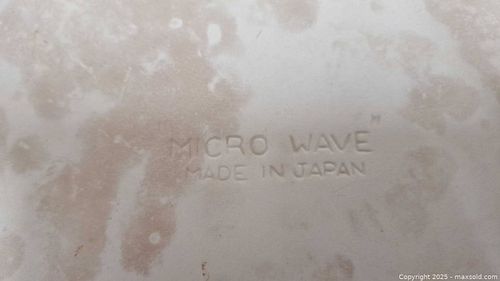 MICRO WAVE
MADE IN JAPAN
Copyright © 2025 - maxsold.com